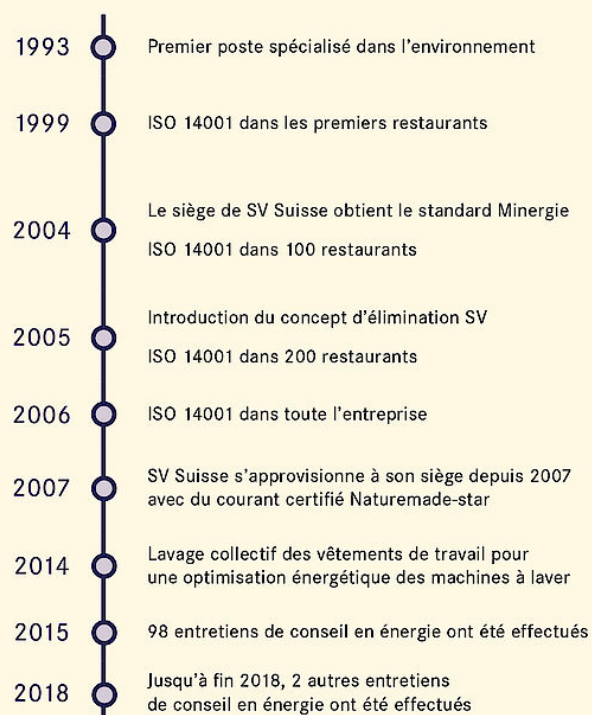 1993
Premier poste spécialisé dans l'environnement
1999
ISO 14001 dans les premiers restaurants
2004
Le siège de SV Suisse obtient le standard Minergie
ISO 14001 dans 100 restaurants
2005
Introduction du concept d'élimination SV
ISO 14001 dans 200 restaurants
2006
ISO 14001 dans toute l'entreprise
2007
SV Suisse s'approvisionne à son siège depuis 2007
avec du courant certifié Naturemade-star
2014
Lavage collectif des vêtements de travail pour
une optimisation énergétique des machines à laver
2015
98 entretiens de conseil en énergie ont été effectués
2018
Jusqu'à fin 2018, 2 autres entretiens
de conseil en énergie ont été effectués